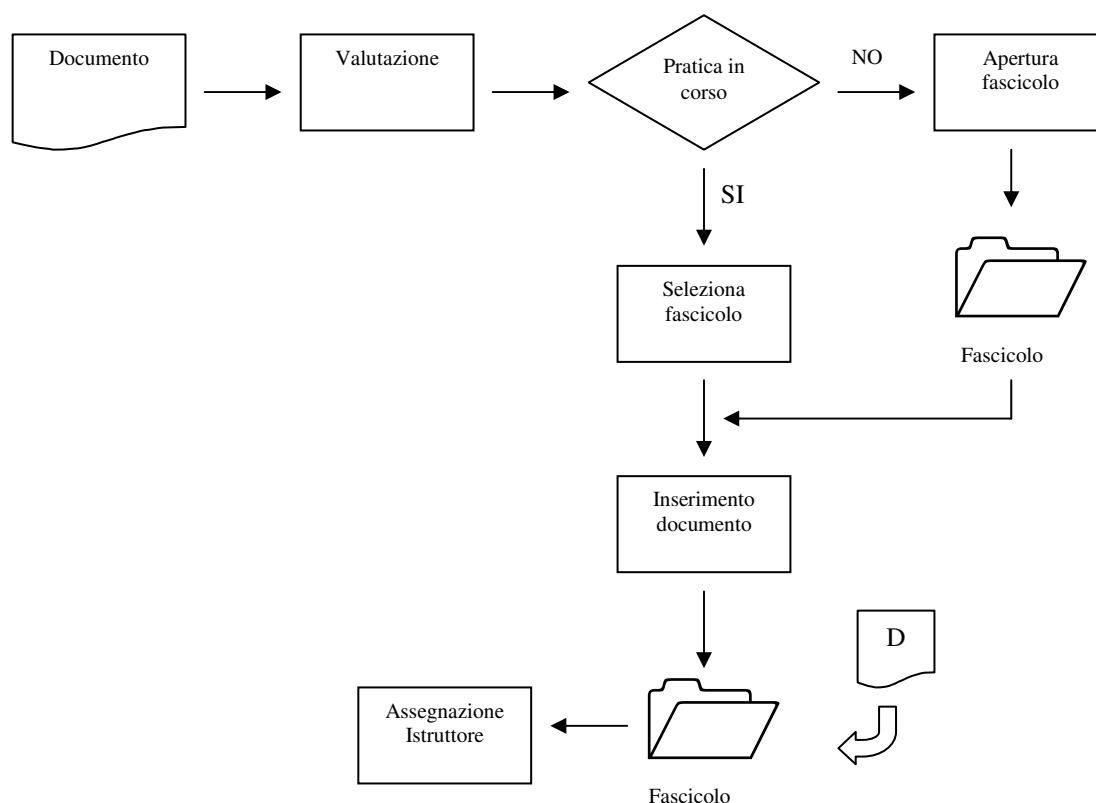 Documento
Valutazione
Pratica in
corso
NO
Apertura
fascicolo
SI
Seleziona
fascicolo
Fascicolo
Inserimento
documento
D
Assegnazione
Istruttore
Fascicolo